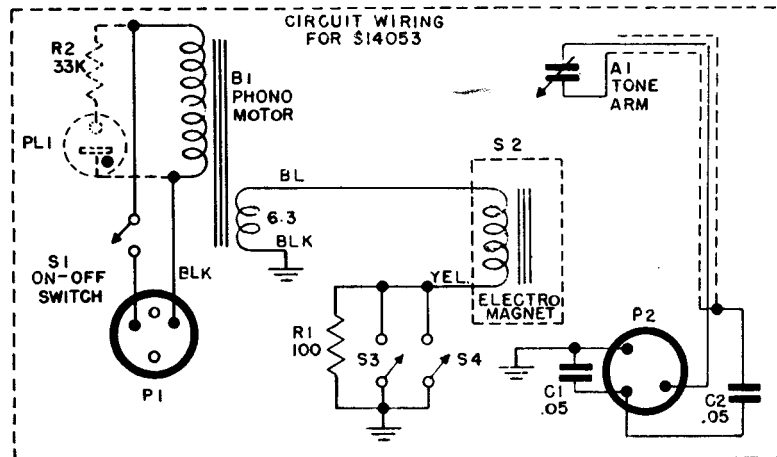 CIRCUIT WIRING
FOR S14053
R2
33K
B1
PHONO
MOTOR
A1
TONE
ARM
PL1
S2
BL
6.3
BLK
S1
ON-OFF
SWITCH
BLK
YEL
ELECTRO
MAGNET
P2
R1
100
S3
S4
C1
.05
C2
.05
P1